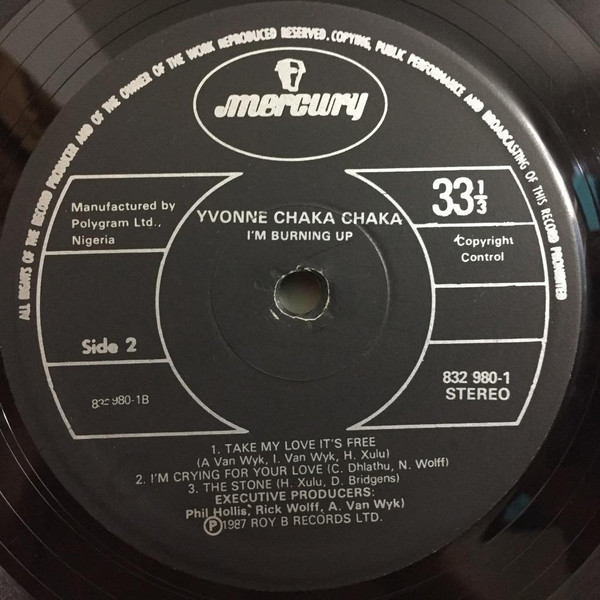 ALL RIGHTS OF THE RECORD PRODUCER AND OF THE OWNER OF THE WORK REPRODUCED RESERVED. COPYING, PUBLIC PERFORMANCE AND BROADCASTING OF THIS RECORD PROHIBITED
mercury
Manufactured by
Polygram Ltd.,
Nigeria
YVONNE CHAKA CHAKA
I'M BURNING UP
33⅓
Copyright
Control
Side 2
832 980-1B
832 980-1
STEREO
1. TAKE MY LOVE IT'S FREE
(A Van Wyk, I. Van Wyk, H. Xulu)
2. I'M CRYING FOR YOUR LOVE (C. Dhlathu, N. Wolff)
3. THE STONE (H. Xulu, D. Bridgens)
EXECUTIVE PRODUCERS:
Phil Hollis, Rick Wolff, A. Van Wyk)
℗1987 ROY B RECORDS LTD.